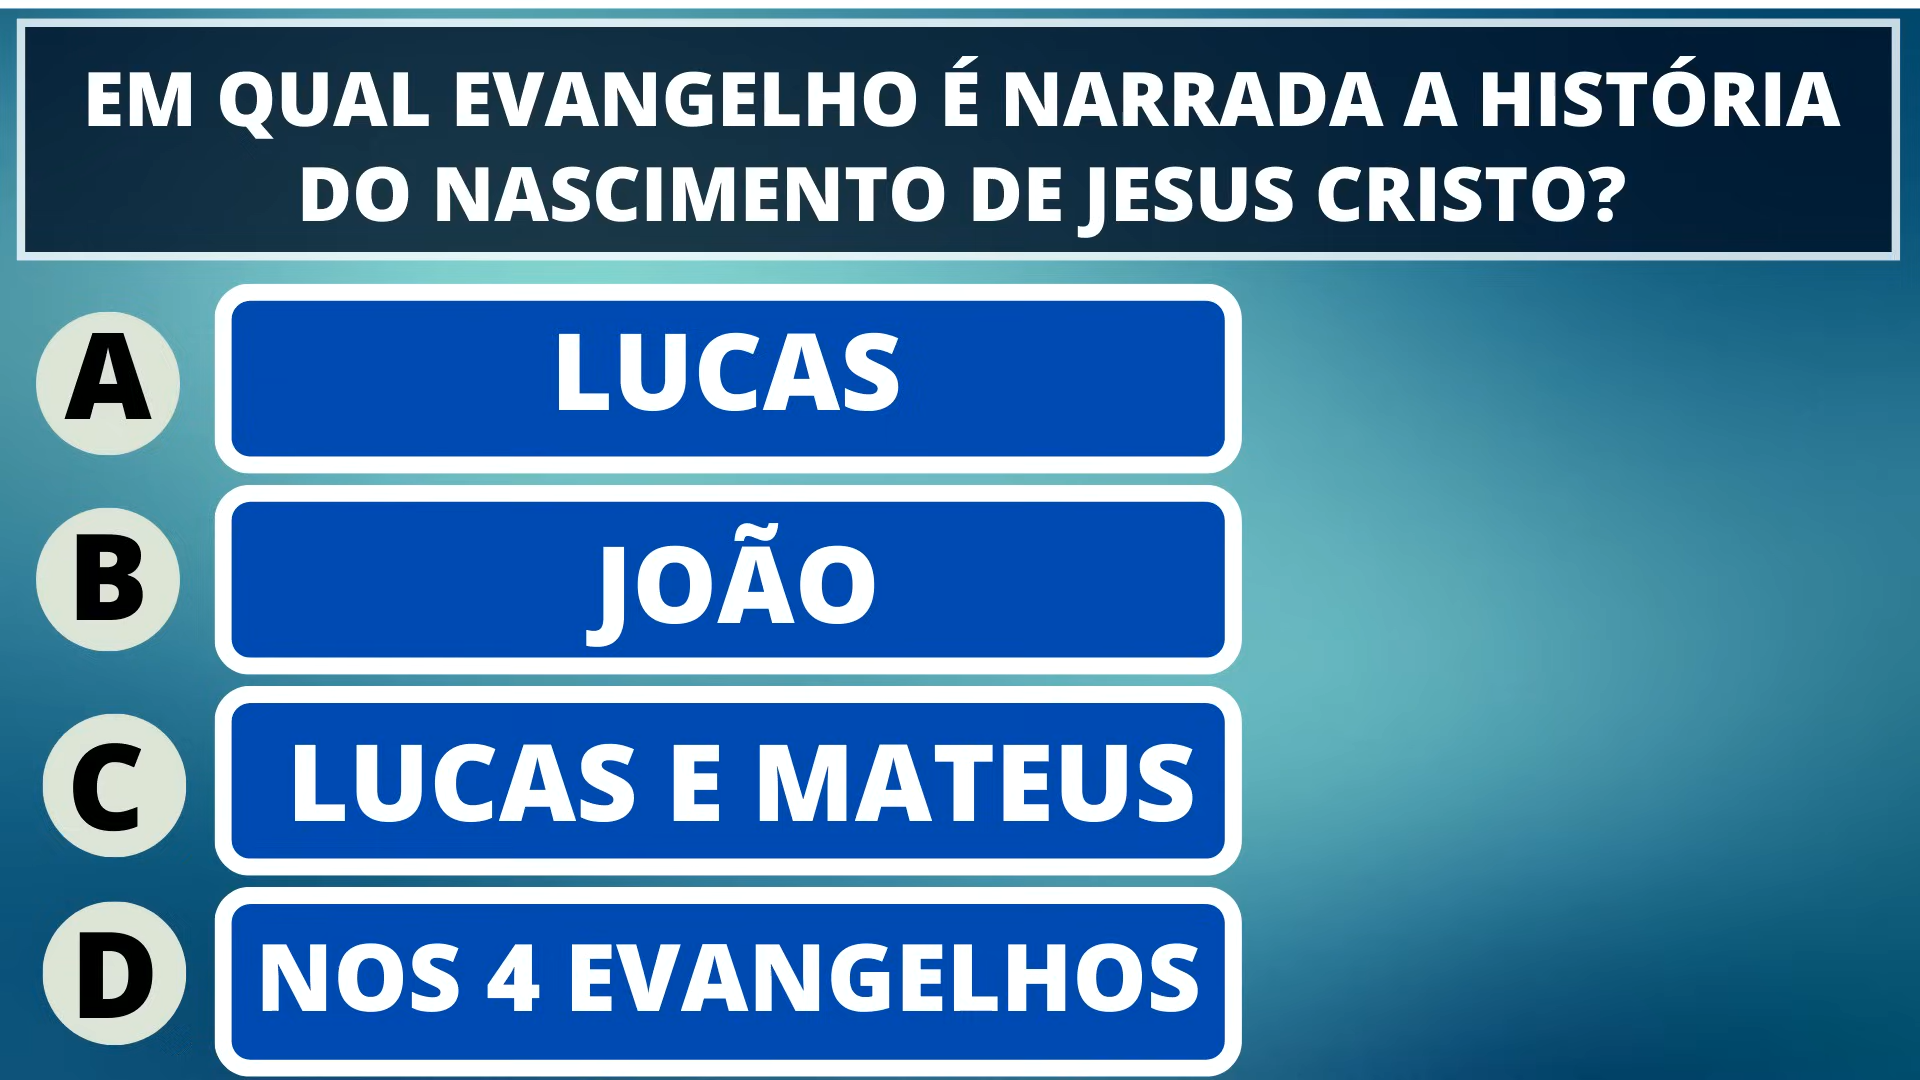 EM QUAL EVANGELHO É NARRADA A HISTÓRIA
DO NASCIMENTO DE JESUS CRISTO?
A
LUCAS
B
JOÃO
C
LUCAS E MATEUS
D
NOS 4 EVANGELHOS